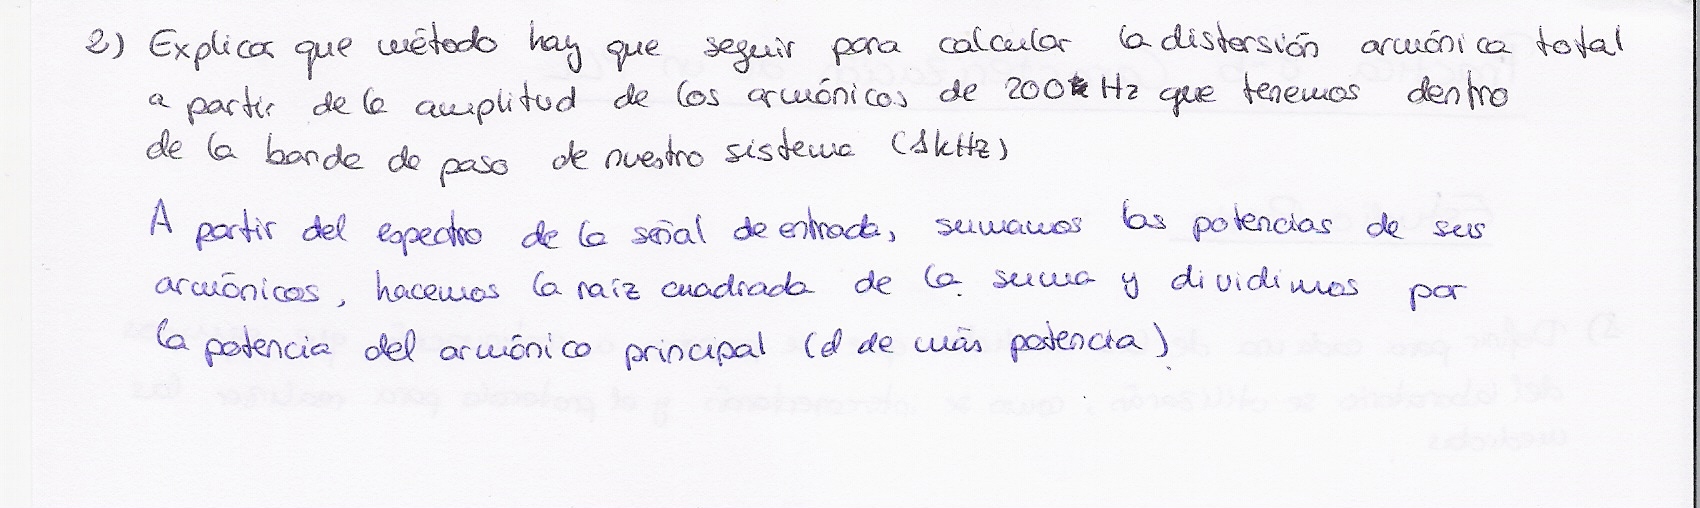 2) Explicar que método hay que seguir para calcular la distorsión armónica total
a partir de la amplitud de los armónicos de 200 Hz que tenemos dentro
de la banda de paso de nuestro sistema (1kHz)
A partir del espectro de la señal de entrada, sumamos las potencias de sus
armónicos, hacemos la raíz cuadrada de la suma y dividimos por
la potencia del armónico principal (el de más potencia).